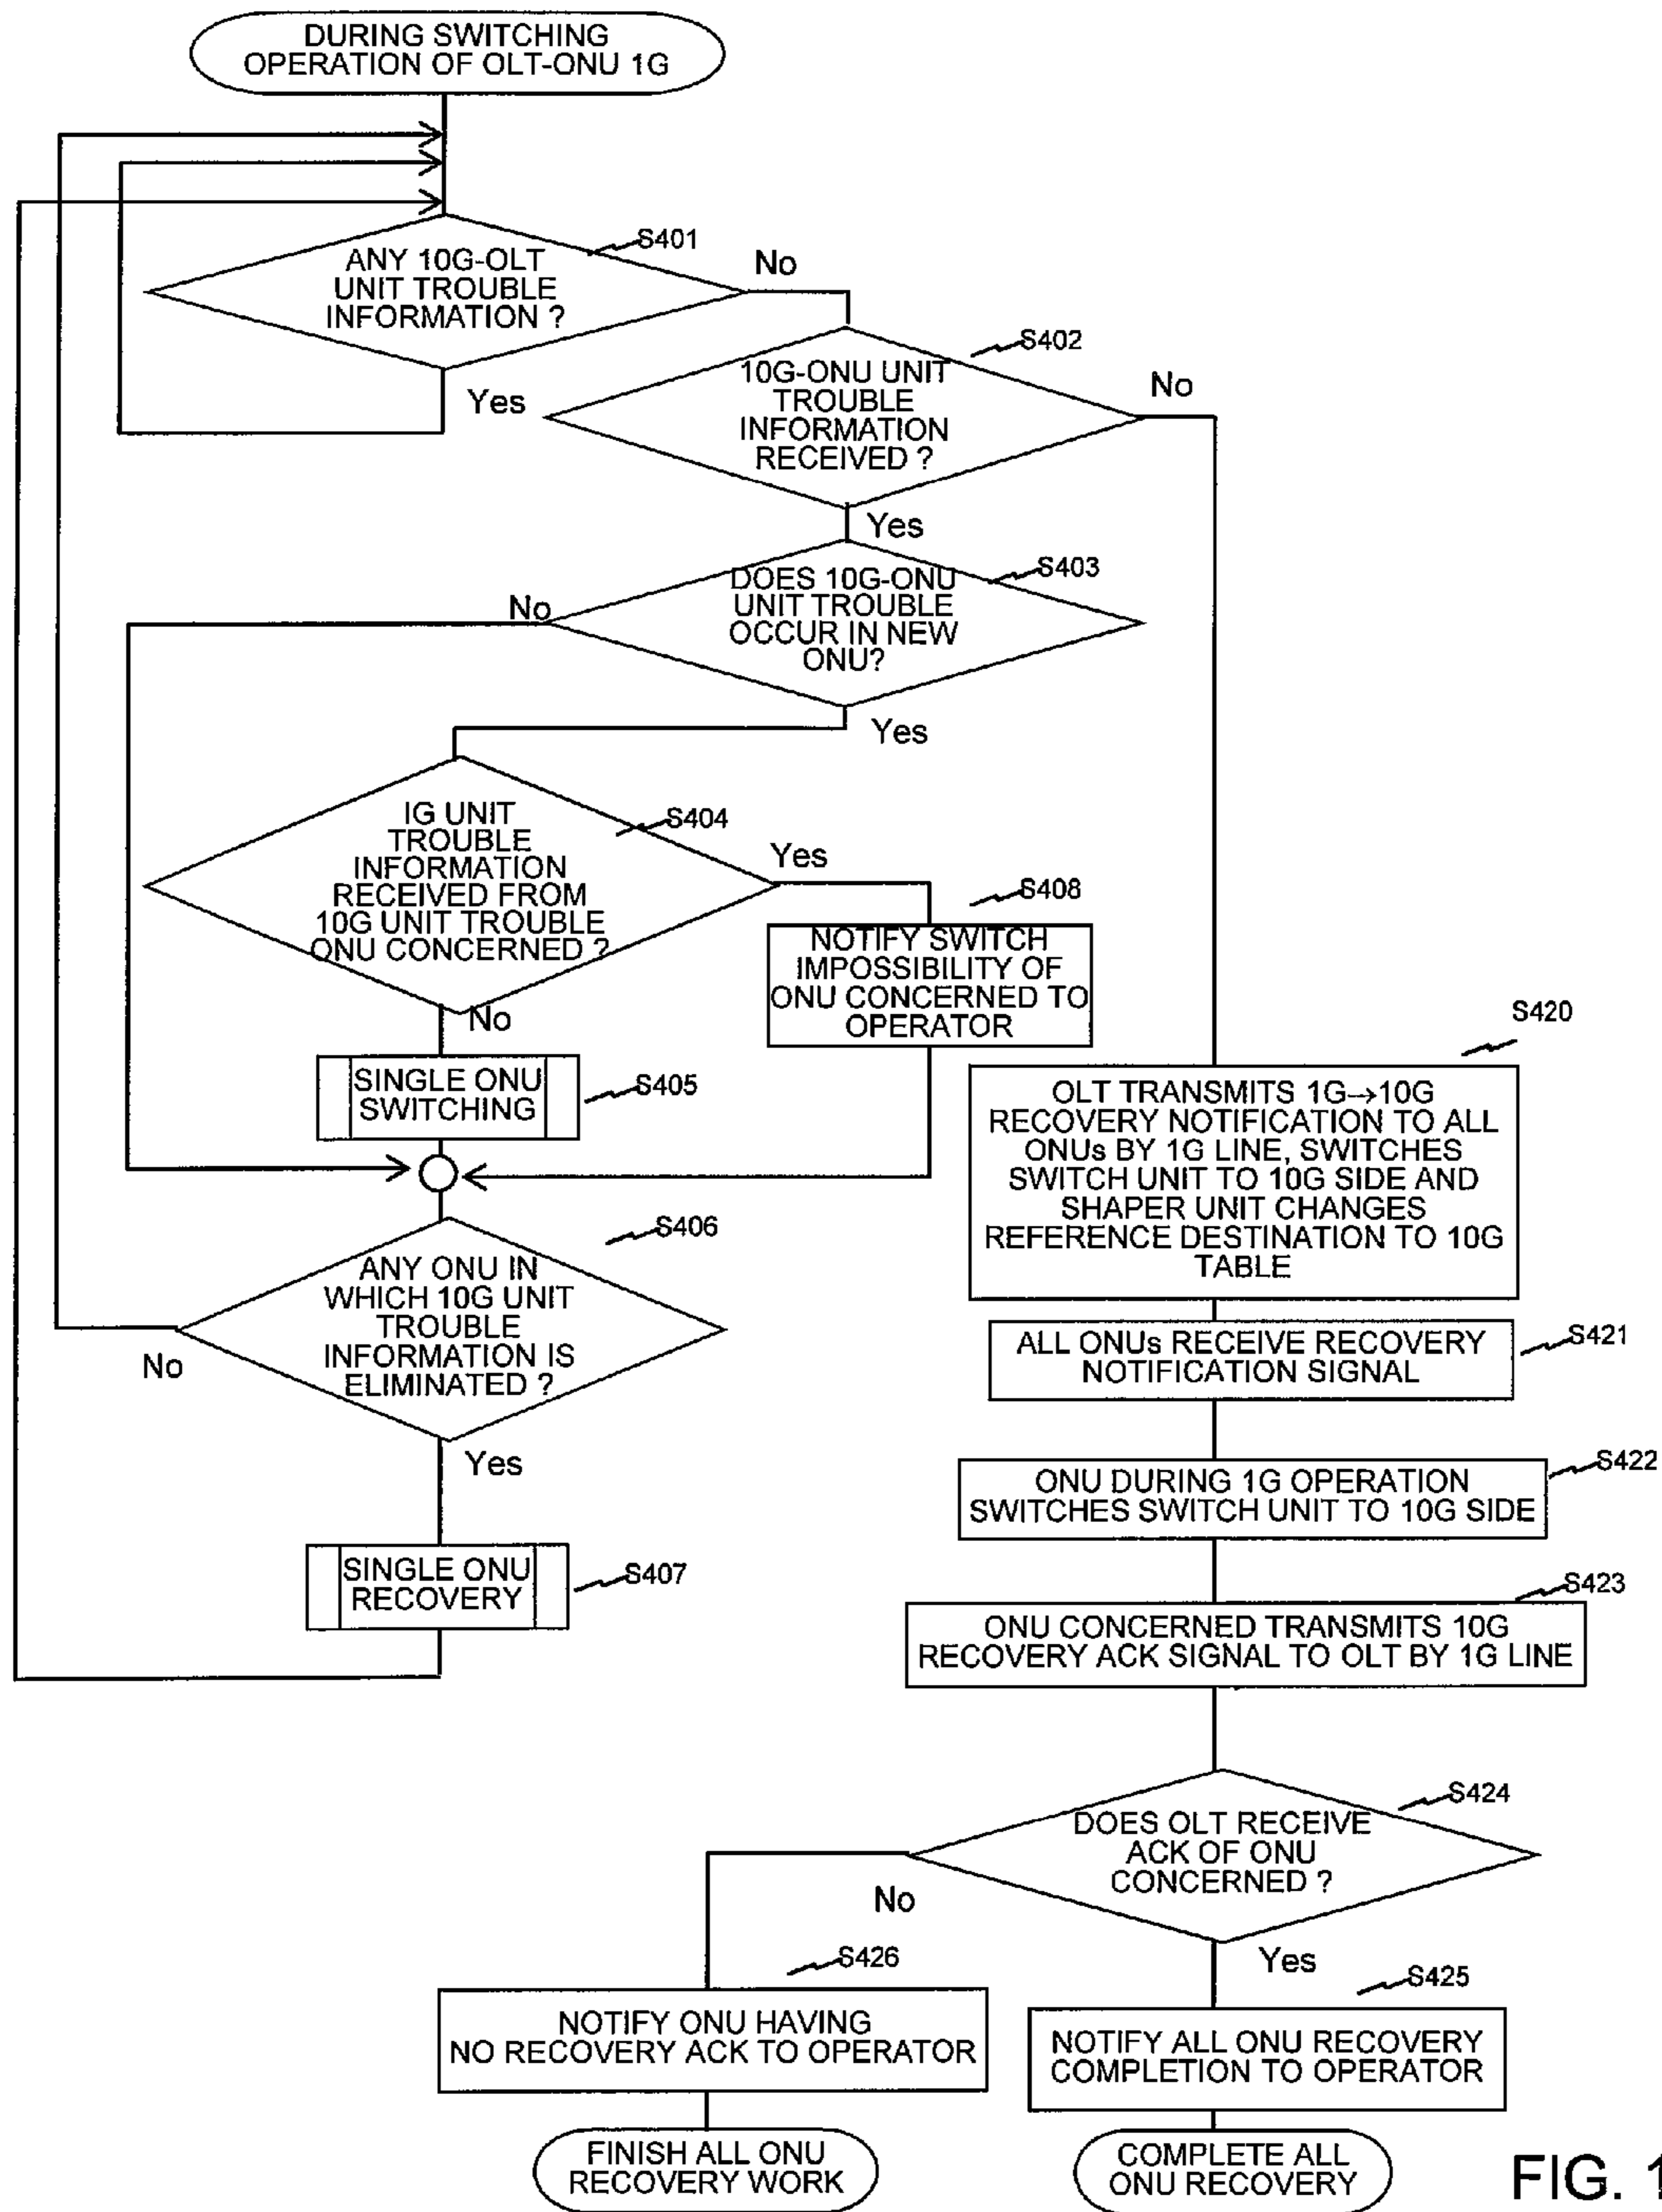 DURING SWITCHING
OPERATION OF OLT-ONU 1G
S401
ANY 10G-OLT
UNIT TROUBLE
INFORMATION ?
No
Yes
S402
10G-ONU UNIT
TROUBLE
INFORMATION
RECEIVED ?
No
Yes
S403
DOES 10G-ONU
UNIT TROUBLE
OCCUR IN NEW
ONU?
No
Yes
S404
IG UNIT
TROUBLE
INFORMATION
RECEIVED FROM
10G UNIT TROUBLE
ONU CONCERNED ?
Yes
No
S408
NOTIFY SWITCH
IMPOSSIBILITY OF
ONU CONCERNED TO
OPERATOR
SINGLE ONU
SWITCHING
S405
S406
ANY ONU IN
WHICH 10G UNIT
TROUBLE
INFORMATION IS
ELIMINATED ?
No
Yes
SINGLE ONU
RECOVERY
S407
S420
OLT TRANSMITS 1G→10G
RECOVERY NOTIFICATION TO ALL
ONUs BY 1G LINE, SWITCHES
SWITCH UNIT TO 10G SIDE AND
SHAPER UNIT CHANGES
REFERENCE DESTINATION TO 10G
TABLE
ALL ONUs RECEIVE RECOVERY
NOTIFICATION SIGNAL
S421
ONU DURING 1G OPERATION
SWITCHES SWITCH UNIT TO 10G SIDE
S422
S423
ONU CONCERNED TRANSMITS 10G
RECOVERY ACK SIGNAL TO OLT BY 1G LINE
S424
DOES OLT RECEIVE
ACK OF ONU
CONCERNED ?
No
Yes
S426
NOTIFY ONU HAVING
NO RECOVERY ACK TO OPERATOR
S425
NOTIFY ALL ONU RECOVERY
COMPLETION TO OPERATOR
FINISH ALL ONU
RECOVERY WORK
COMPLETE ALL
ONU RECOVERY
FIG. 1